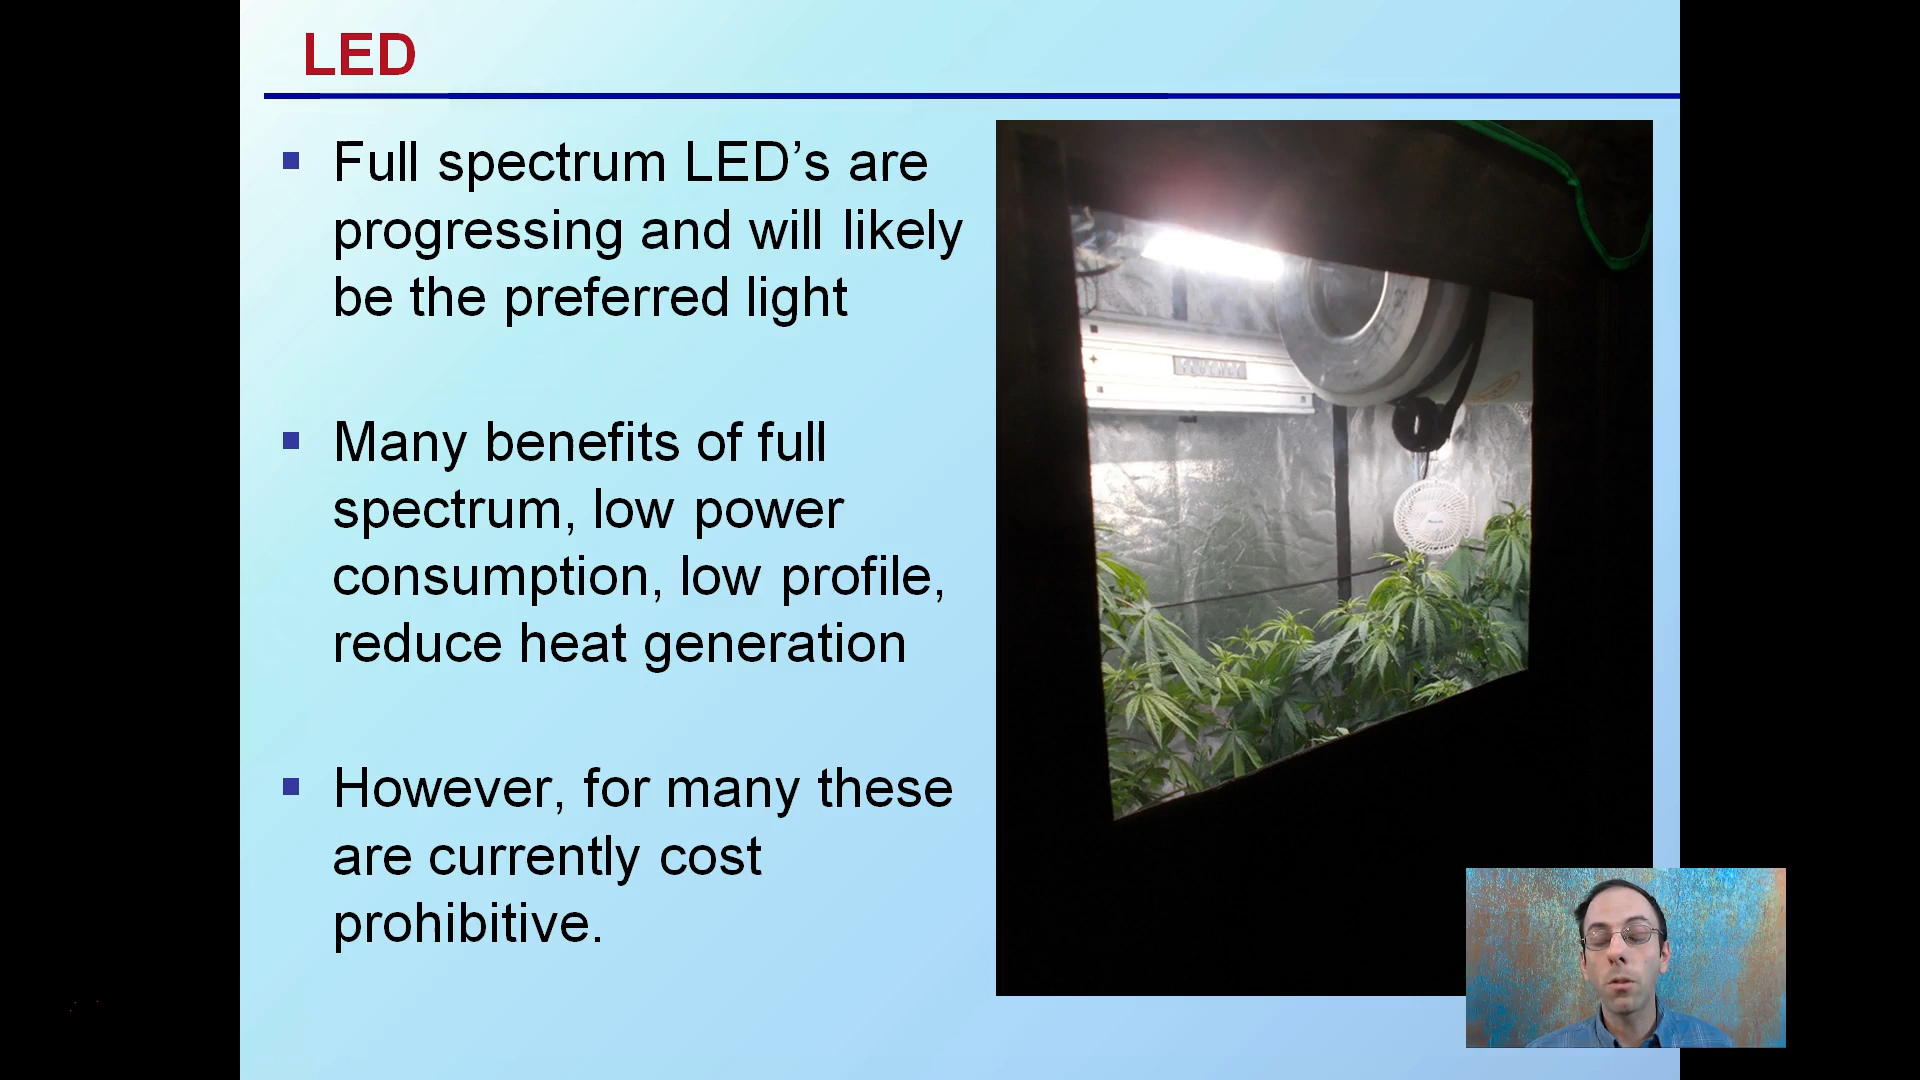 LED
Full spectrum LED’s are
progressing and will likely
be the preferred light
Many benefits of full
spectrum, low power
consumption, low profile,
reduce heat generation
However, for many these
are currently cost
prohibitive.
FLUENCE